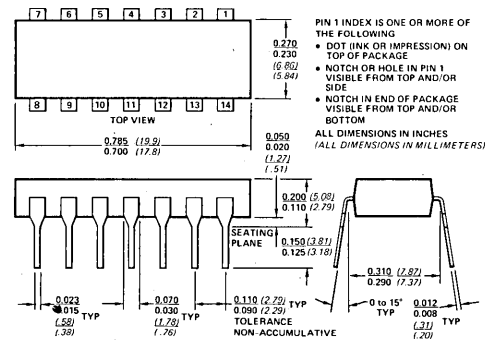 7 6 5 4 3 2 1
8 9 10 11 12 13 14
TOP VIEW
0.785 (19.9)
0.700 (17.8)
0.270
0.230
(6.86)
(5.84)
PIN 1 INDEX IS ONE OR MORE OF
THE FOLLOWING
• DOT (INK OR IMPRESSION) ON
TOP OF PACKAGE
• NOTCH OR HOLE IN PIN 1
VISIBLE FROM TOP AND/OR
SIDE
• NOTCH IN END OF PACKAGE
VISIBLE FROM TOP AND/OR
BOTTOM
ALL DIMENSIONS IN INCHES
(ALL DIMENSIONS IN MILLIMETERS)
0.050
0.020
(1.27)
(.51)
0.200 (5.08)
0.110 (2.79)
SEATING
PLANE
0.150 (3.81)
0.125 (3.18)
0.310 (7.87)
0.290 (7.37)
0.023
0.015 TYP
(.58)
(.38)
0.070
0.030 TYP
(1.78)
(.76)
0.110 (2.79) TYP
0.090 (2.29)
TOLERANCE
NON-ACCUMULATIVE
0 to 15°
TYP
0.012
0.008 TYP
(.31)
(.20)